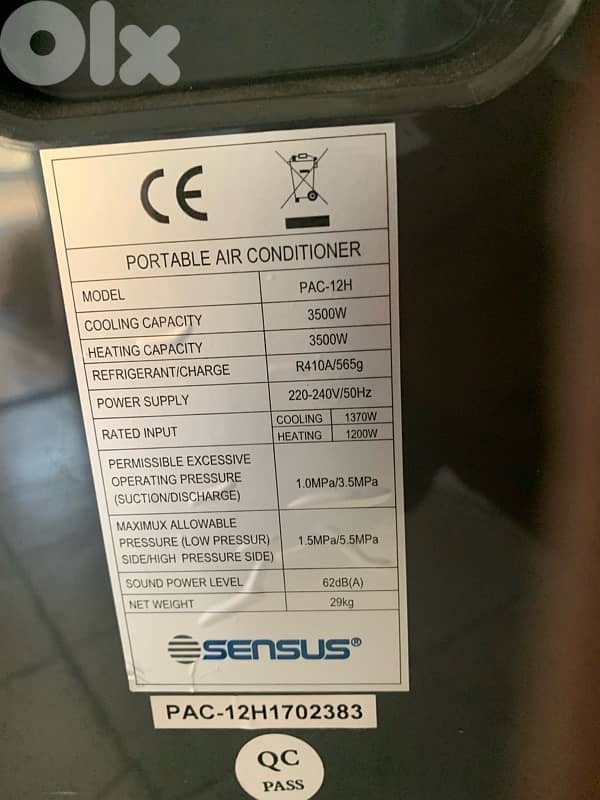 Olx
CE
PORTABLE AIR CONDITIONER
MODEL PAC-12H
COOLING CAPACITY 3500W
HEATING CAPACITY 3500W
REFRIGERANT/CHARGE R410A/565g
POWER SUPPLY 220-240V/50Hz
RATED INPUT COOLING 1370W
HEATING 1200W
PERMISSIBLE EXCESSIVE
OPERATING PRESSURE 1.0MPa/3.5MPa
(SUCTION/DISCHARGE)
MAXIMUX ALLOWABLE
PRESSURE (LOW PRESSUR) 1.5MPa/5.5MPa
SIDE/HIGH PRESSURE SIDE)
SOUND POWER LEVEL 62dB(A)
NET WEIGHT 29kg
SENSUS®
PAC-12H1702383
QC
PASS